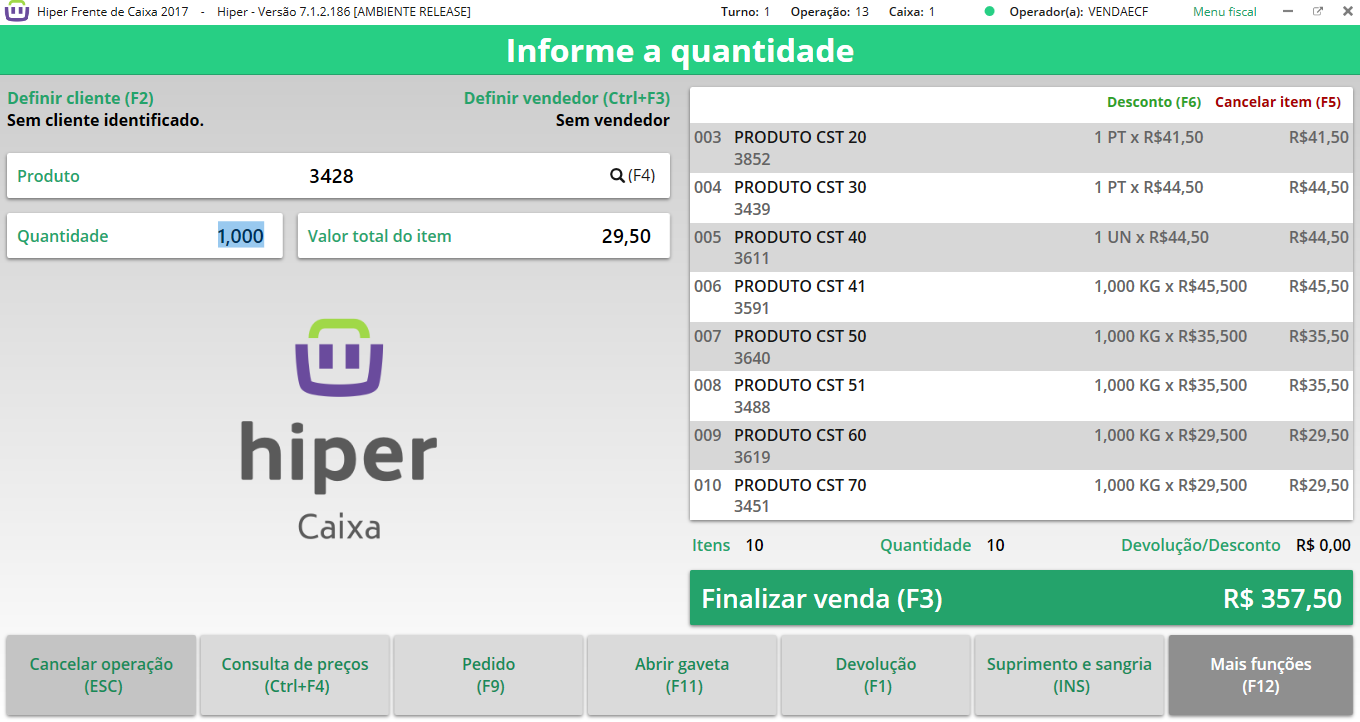 Hiper Frente de Caixa 2017 - Hiper - Versão 7.1.2.186 [AMBIENTE RELEASE] Turno: 1 Operação: 13 Caixa: 1 Operador(a): VENDAECF Menu fiscal
Informe a quantidade
Definir cliente (F2) Definir vendedor (Ctrl+F3)
Sem cliente identificado. Sem vendedor
Produto 3428 (F4)
Quantidade 1,000 Valor total do item 29,50
hiper
Caixa
Desconto (F6) Cancelar item (F5)
003 PRODUTO CST 20 1 PT x R$41,50 R$41,50
3852
004 PRODUTO CST 30 1 PT x R$44,50 R$44,50
3439
005 PRODUTO CST 40 1 UN x R$44,50 R$44,50
3611
006 PRODUTO CST 41 1,000 KG x R$45,500 R$45,50
3591
007 PRODUTO CST 50 1,000 KG x R$35,500 R$35,50
3640
008 PRODUTO CST 51 1,000 KG x R$35,500 R$35,50
3488
009 PRODUTO CST 60 1,000 KG x R$29,500 R$29,50
3619
010 PRODUTO CST 70 1,000 KG x R$29,500 R$29,50
3451
Itens 10 Quantidade 10 Devolução/Desconto R$ 0,00
Finalizar venda (F3) R$ 357,50
Cancelar operação
(ESC)
Consulta de preços
(Ctrl+F4)
Pedido
(F9)
Abrir gaveta
(F11)
Devolução
(F1)
Suprimento e sangria
(INS)
Mais funções
(F12)